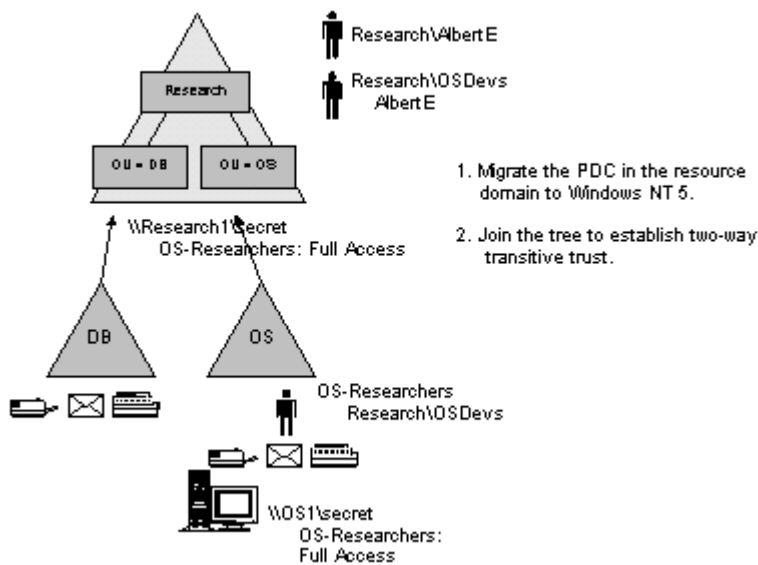 Research\AlbertE
Research\OSDevs
AlbertE
Research
OU = DB
OU = OS
1. Migrate the PDC in the resource
domain to Windows NT 5.
2. Join the tree to establish two-way
transitive trust.
\\Research1\secret
OS-Researchers: Full Access
DB
OS
OS-Researchers
Research\OSDevs
\\OS1\secret
OS-Researchers:
Full Access